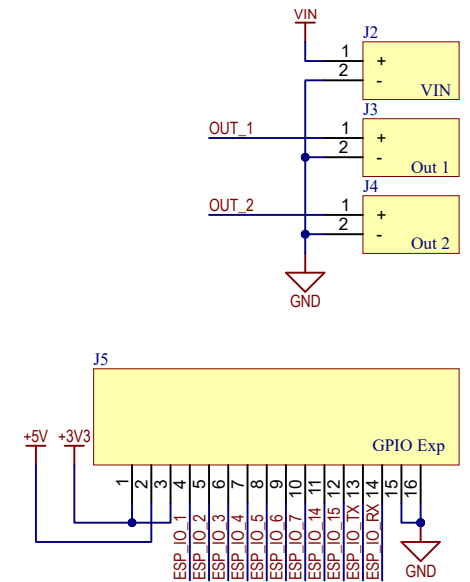 VIN
J2
1 +
2 -
VIN
J3
OUT_1 1 +
2 -
Out 1
J4
OUT_2 1 +
2 -
Out 2
GND
J5
+5V +3V3
GPIO Exp
1 2 3 4 5 6 7 8 9 10 11 12 13 14 15 16
ESP_IO_1
ESP_IO_2
ESP_IO_3
ESP_IO_4
ESP_IO_5
ESP_IO_6
ESP_IO_7
ESP_IO_14
ESP_IO_15
ESP_IO_TX
ESP_IO_RX
GND